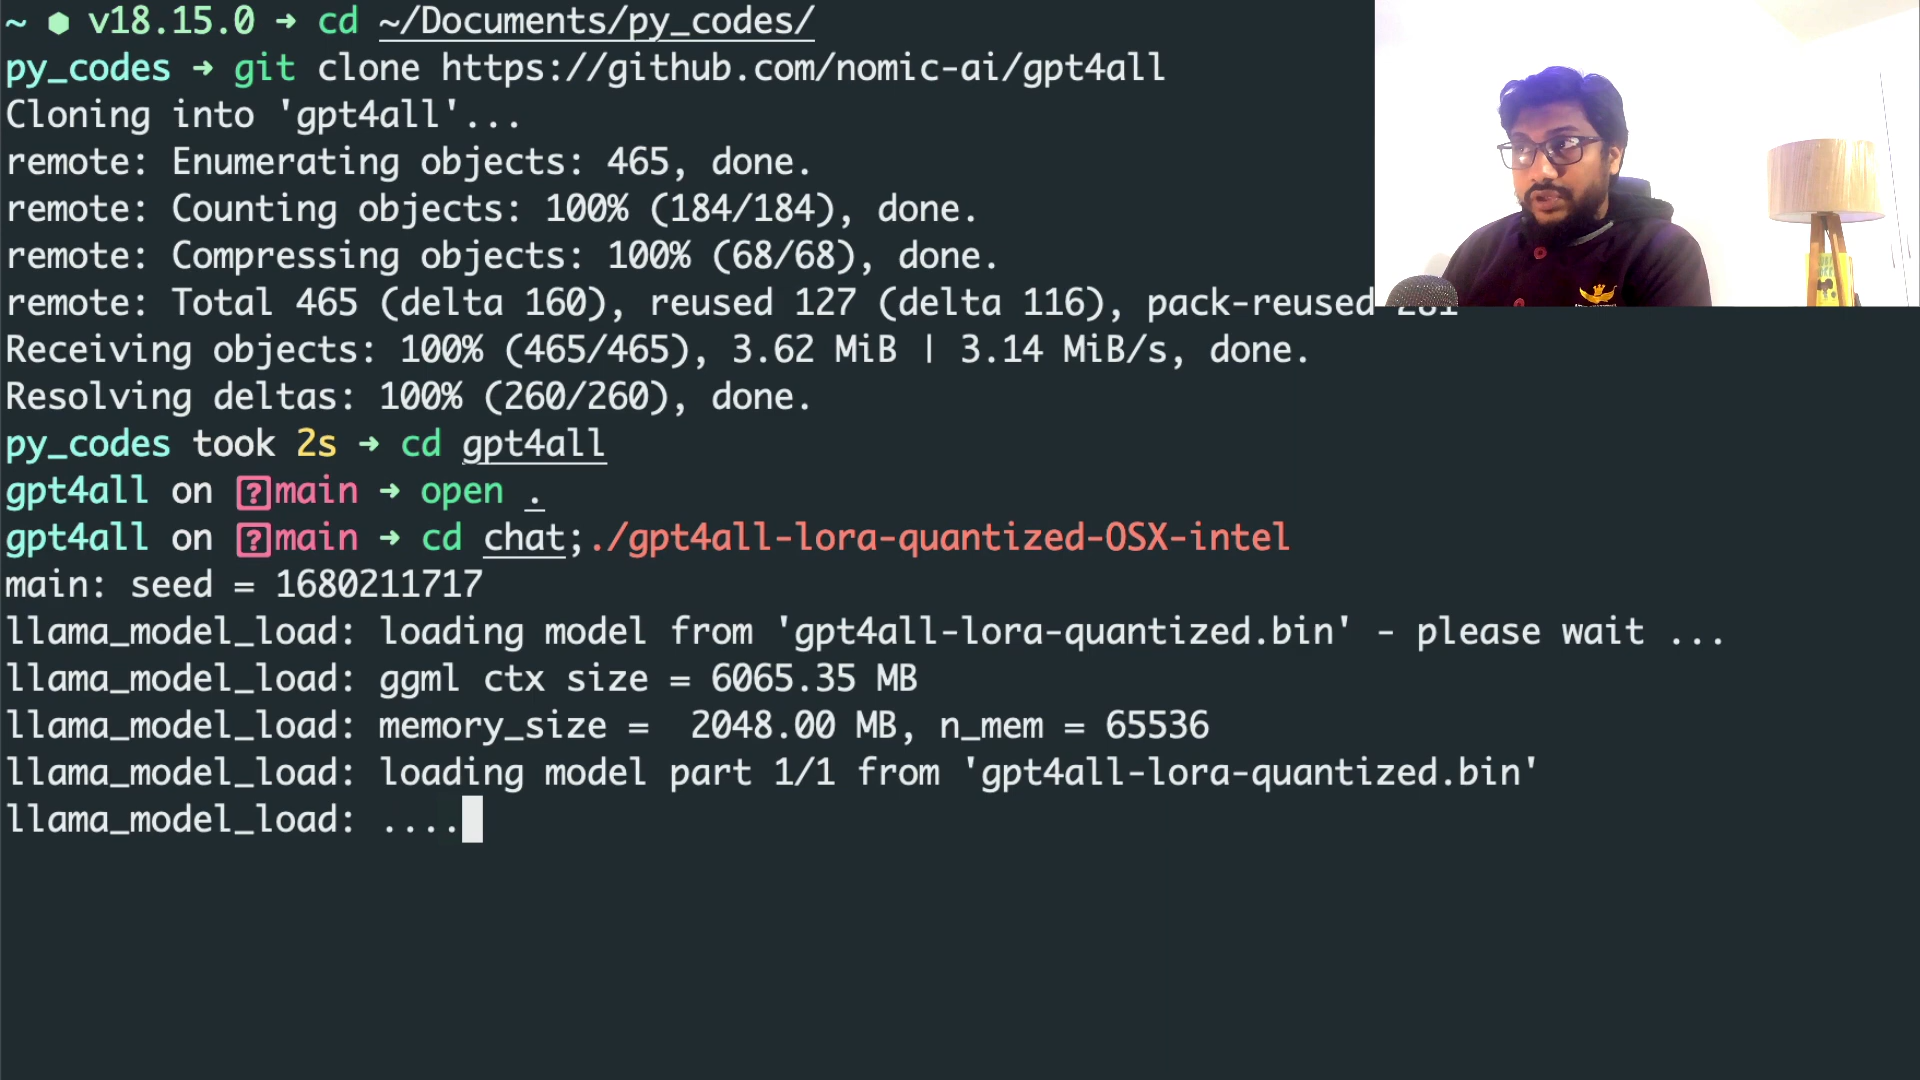 ~ ⬢ v18.15.0 → cd ~/Documents/py_codes/
py_codes → git clone https://github.com/nomic-ai/gpt4all
Cloning into 'gpt4all'...
remote: Enumerating objects: 465, done.
remote: Counting objects: 100% (184/184), done.
remote: Compressing objects: 100% (68/68), done.
remote: Total 465 (delta 160), reused 127 (delta 116), pack-reused
Receiving objects: 100% (465/465), 3.62 MiB | 3.14 MiB/s, done.
Resolving deltas: 100% (260/260), done.
py_codes took 2s → cd gpt4all
gpt4all on [?]main → open .
gpt4all on [?]main → cd chat;./gpt4all-lora-quantized-OSX-intel
main: seed = 1680211717
llama_model_load: loading model from 'gpt4all-lora-quantized.bin' - please wait ...
llama_model_load: ggml ctx size = 6065.35 MB
llama_model_load: memory_size =  2048.00 MB, n_mem = 65536
llama_model_load: loading model part 1/1 from 'gpt4all-lora-quantized.bin'
llama_model_load: ....